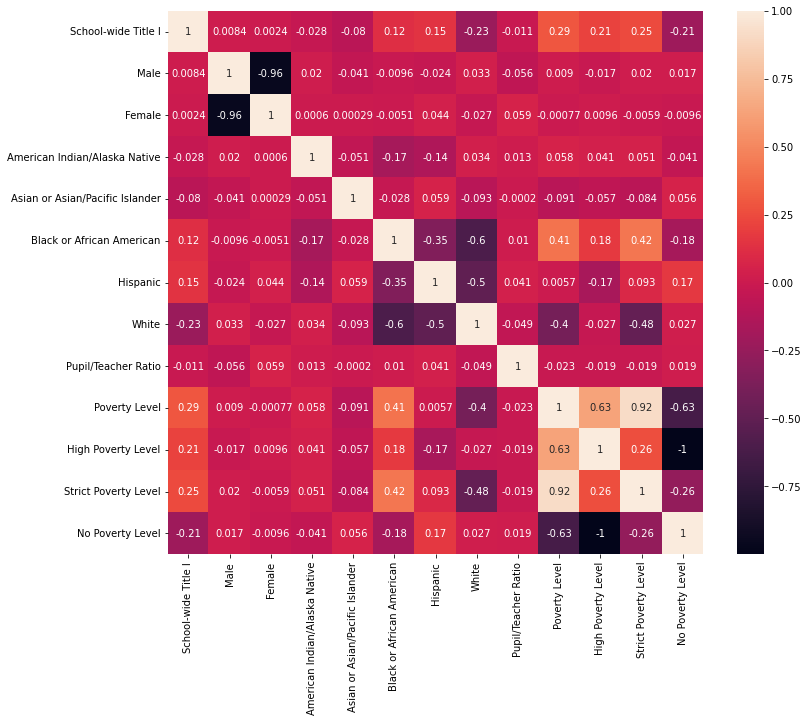 School-wide Title I 1 0.0084 0.0024 -0.028 -0.08 0.12 0.15 -0.23 -0.011 0.29 0.21 0.25 -0.21
Male 0.0084 1 -0.96 0.02 -0.041 -0.0096 -0.024 0.033 -0.056 0.009 -0.017 0.02 0.017
Female 0.0024 -0.96 1 0.0006 0.00029 -0.0051 0.044 -0.027 0.059 -0.00077 0.0096 -0.0059 -0.0096
American Indian/Alaska Native -0.028 0.02 0.0006 1 -0.051 -0.17 -0.14 0.034 0.013 0.058 0.041 0.051 -0.041
Asian or Asian/Pacific Islander -0.08 -0.041 0.00029 -0.051 1 -0.028 0.059 -0.093 -0.0002 -0.091 -0.057 -0.084 0.056
Black or African American 0.12 -0.0096 -0.0051 -0.17 -0.028 1 -0.35 -0.6 0.01 0.41 0.18 0.42 -0.18
Hispanic 0.15 -0.024 0.044 -0.14 0.059 -0.35 1 -0.5 0.041 0.0057 -0.17 0.093 0.17
White -0.23 0.033 -0.027 0.034 -0.093 -0.6 -0.5 1 -0.049 -0.4 -0.027 -0.48 0.027
Pupil/Teacher Ratio -0.011 -0.056 0.059 0.013 -0.0002 0.01 0.041 -0.049 1 -0.023 -0.019 -0.019 0.019
Poverty Level 0.29 0.009 -0.00077 0.058 -0.091 0.41 0.0057 -0.4 -0.023 1 0.63 0.92 -0.63
High Poverty Level 0.21 -0.017 0.0096 0.041 -0.057 0.18 -0.17 -0.027 -0.019 0.63 1 0.26 -1
Strict Poverty Level 0.25 0.02 -0.0059 0.051 -0.084 0.42 0.093 -0.48 -0.019 0.92 0.26 1 -0.26
No Poverty Level -0.21 0.017 -0.0096 -0.041 0.056 -0.18 0.17 0.027 0.019 -0.63 -1 -0.26 1
School-wide Title I
Male
Female
American Indian/Alaska Native
Asian or Asian/Pacific Islander
Black or African American
Hispanic
White
Pupil/Teacher Ratio
Poverty Level
High Poverty Level
Strict Poverty Level
No Poverty Level
1.00
0.75
0.50
0.25
0.00
−0.25
−0.50
−0.75